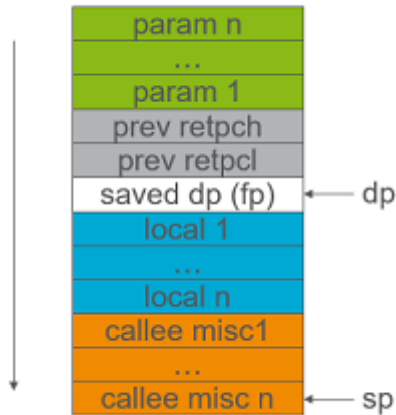 param n
...
param 1
prev retpch
prev retpcl
saved dp (fp)
dp
local 1
...
local n
callee misc1
...
callee misc n
sp